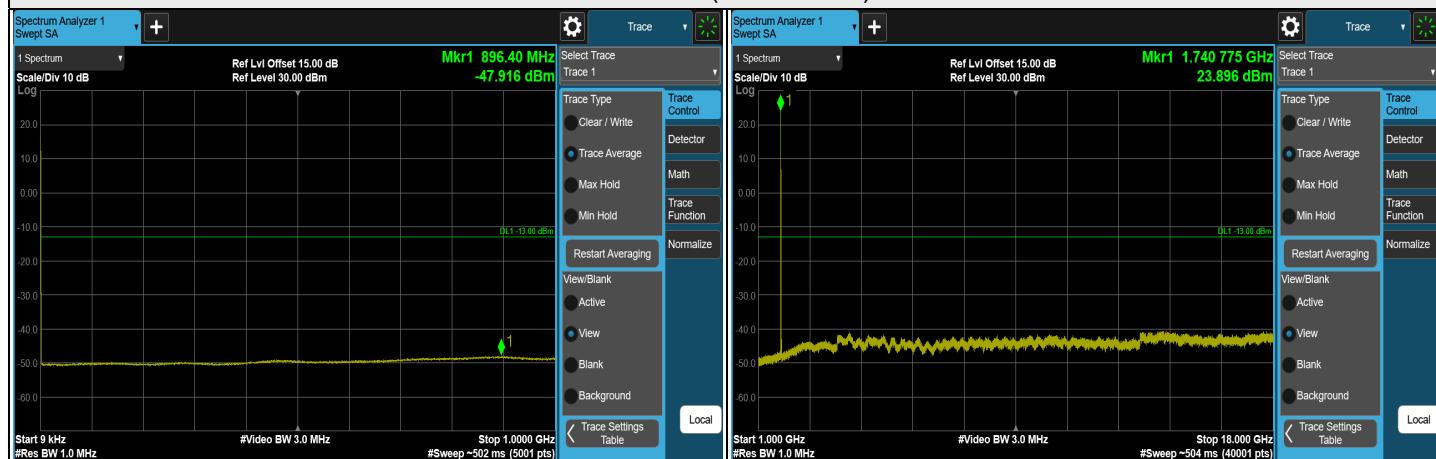 Spectrum Analyzer 1
Swept SA
+
Trace
1 Spectrum
Scale/Div 10 dB
Ref Lvl Offset 15.00 dB
Ref Level 30.00 dBm
Mkr1 896.40 MHz
-47.916 dBm
Log
20.0
10.0
0.00
-10.0
-20.0
-30.0
-40.0
-50.0
-60.0
DL1 -13.00 dBm
1
Start 9 kHz
#Res BW 1.0 MHz
#Video BW 3.0 MHz
Stop 1.0000 GHz
#Sweep ~502 ms (5001 pts)
Select Trace
Trace 1
Trace Type
Clear / Write
Trace Average
Max Hold
Min Hold
Restart Averaging
View/Blank
Active
View
Blank
Background
Trace Settings
Table
Trace
Control
Detector
Math
Trace
Function
Normalize
Local
Spectrum Analyzer 1
Swept SA
+
Trace
1 Spectrum
Scale/Div 10 dB
Ref Lvl Offset 15.00 dB
Ref Level 30.00 dBm
Mkr1 1.740 775 GHz
23.896 dBm
Log
20.0
10.0
0.00
-10.0
-20.0
-30.0
-40.0
-50.0
-60.0
1
DL1 -13.00 dBm
Start 1.000 GHz
#Res BW 1.0 MHz
#Video BW 3.0 MHz
Stop 18.000 GHz
#Sweep ~504 ms (40001 pts)
Select Trace
Trace 1
Trace Type
Clear / Write
Trace Average
Max Hold
Min Hold
Restart Averaging
View/Blank
Active
View
Blank
Background
Trace Settings
Table
Trace
Control
Detector
Math
Trace
Function
Normalize
Local